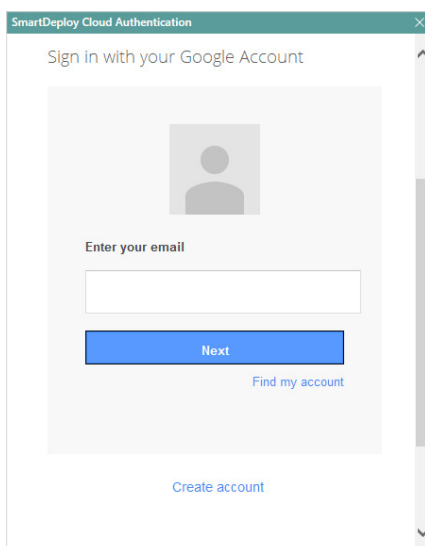 SmartDeploy Cloud Authentication
Sign in with your Google Account
Enter your email
Next
Find my account
Create account